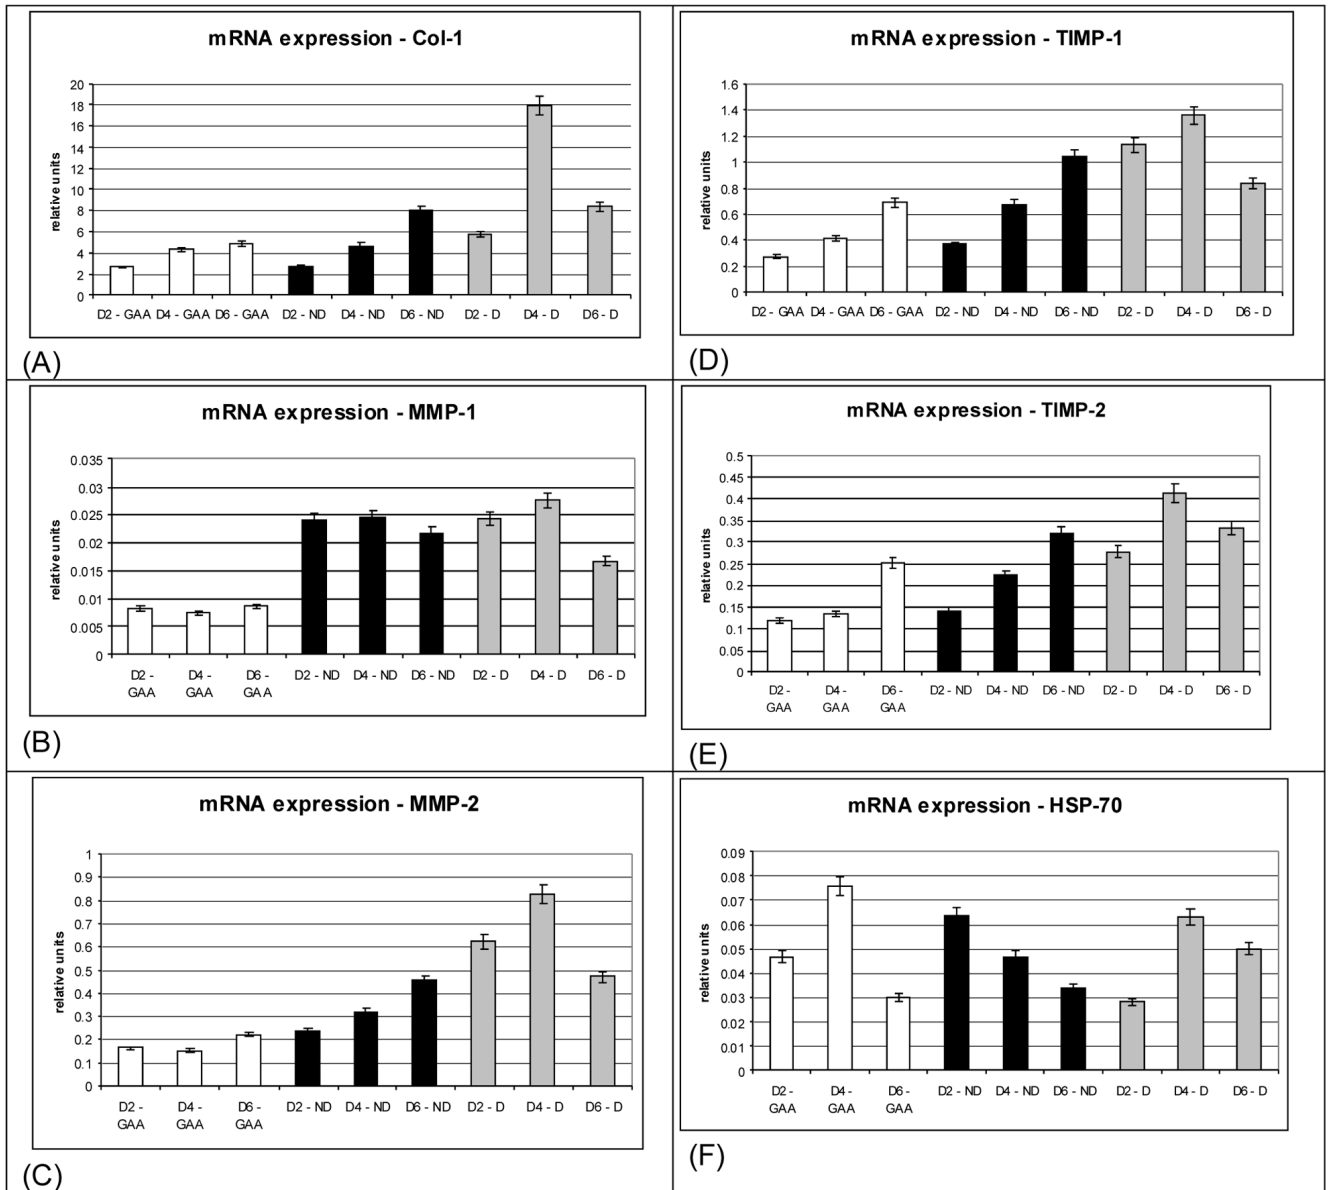 mRNA expression - Col-1
relative units
20
18
16
14
12
10
8
6
4
2
0
D2 - GAA D4 - GAA D6 - GAA D2 - ND D4 - ND D6 - ND D2 - D D4 - D D6 - D
(A)
mRNA expression - TIMP-1
relative units
1.6
1.4
1.2
1
0.8
0.6
0.4
0.2
0
D2 - GAA D4 - GAA D6 - GAA D2 - ND D4 - ND D6 - ND D2 - D D4 - D D6 - D
(D)
mRNA expression - MMP-1
relative units
0.035
0.03
0.025
0.02
0.015
0.01
0.005
0
D2 - D4 - D6 - D2 - ND D4 - ND D6 - ND D2 - D D4 - D D6 - D
GAA GAA GAA
(B)
mRNA expression - TIMP-2
relative units
0.5
0.45
0.4
0.35
0.3
0.25
0.2
0.15
0.1
0.05
0
D2 - D4 - D6 - D2 - ND D4 - ND D6 - ND D2 - D D4 - D D6 - D
GAA GAA GAA
(E)
mRNA expression - MMP-2
relative units
1
0.9
0.8
0.7
0.6
0.5
0.4
0.3
0.2
0.1
0
D2 - D4 - D6 - D2 - ND D4 - ND D6 - ND D2 - D D4 - D D6 - D
GAA GAA GAA
(C)
mRNA expression - HSP-70
relative units
0.09
0.08
0.07
0.06
0.05
0.04
0.03
0.02
0.01
0
D2 - D4 - D6 - D2 - ND D4 - ND D6 - ND D2 - D D4 - D D6 - D
GAA GAA GAA
(F)